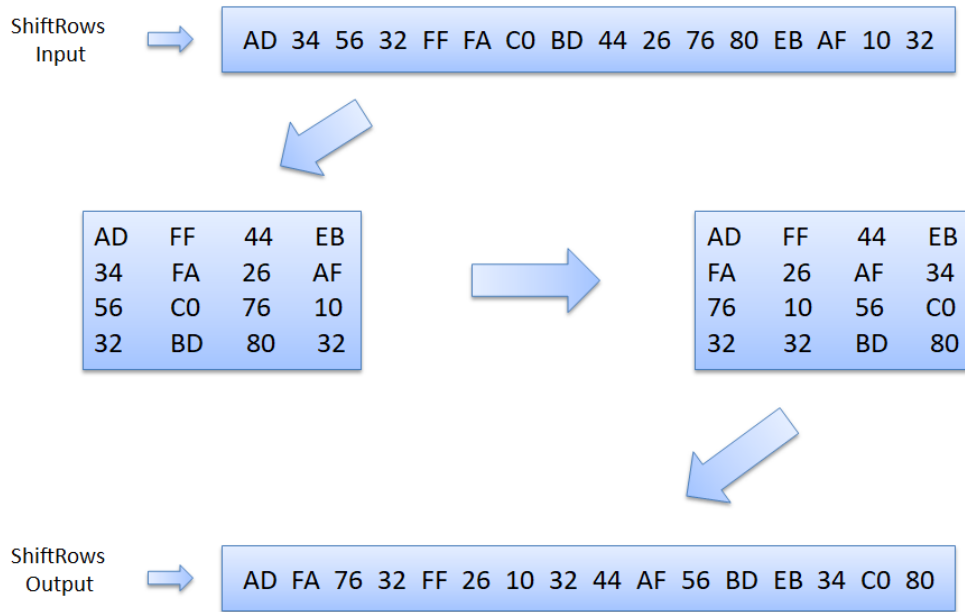 ShiftRows
Input
AD 34 56 32 FF FA C0 BD 44 26 76 80 EB AF 10 32
AD FF 44 EB
34 FA 26 AF
56 C0 76 10
32 BD 80 32
AD FF 44 EB
FA 26 AF 34
76 10 56 C0
32 32 BD 80
ShiftRows
Output
AD FA 76 32 FF 26 10 32 44 AF 56 BD EB 34 C0 80